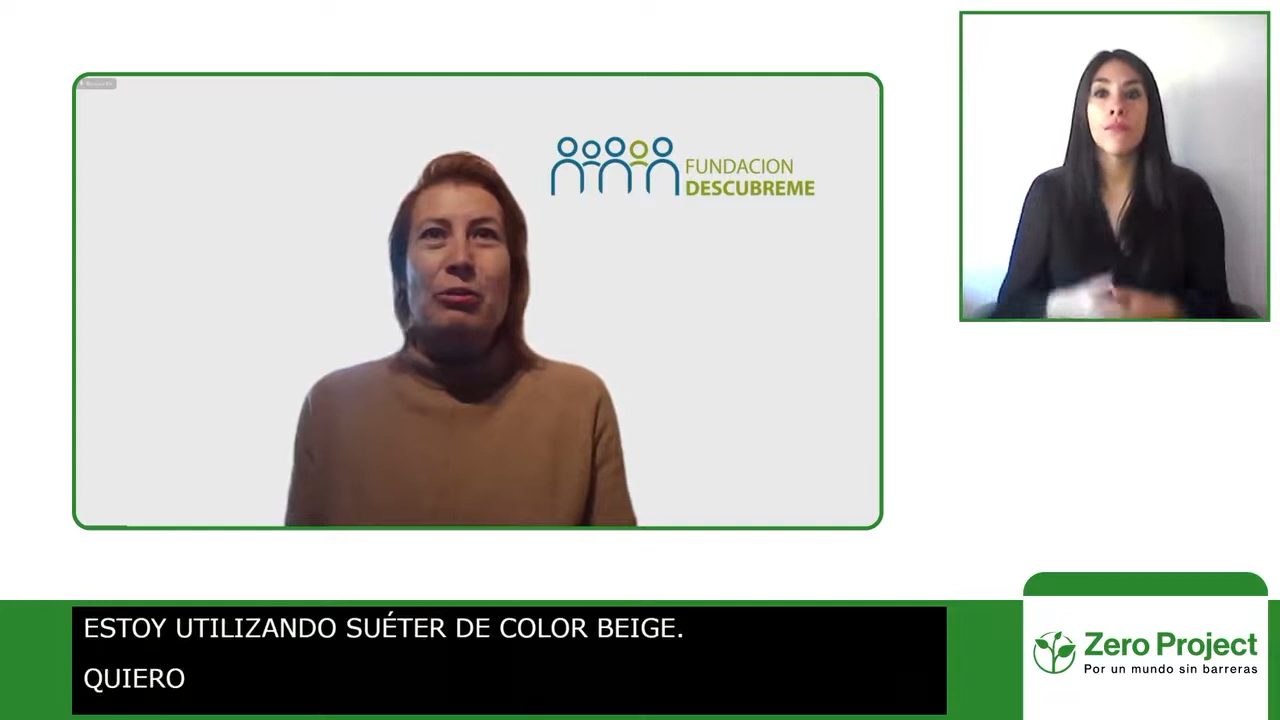 FUNDACION
DESCUBREME
ESTOY UTILIZANDO SUÉTER DE COLOR BEIGE.
QUIERO
Zero Project
Por un mundo sin barreras